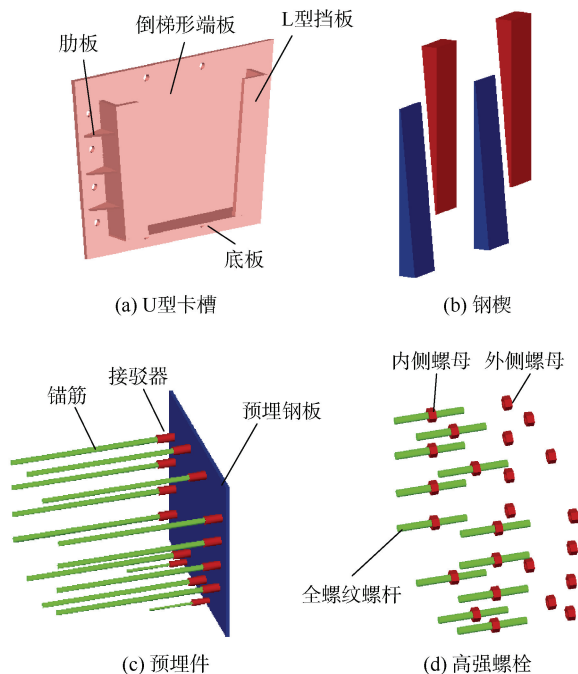 倒梯形端板
肋板
L型挡板
底板
(a) U型卡槽
(b) 钢楔
接驳器
锚筋
预埋钢板
(c) 预埋件
内侧螺母
外侧螺母
全螺纹螺杆
(d) 高强螺栓